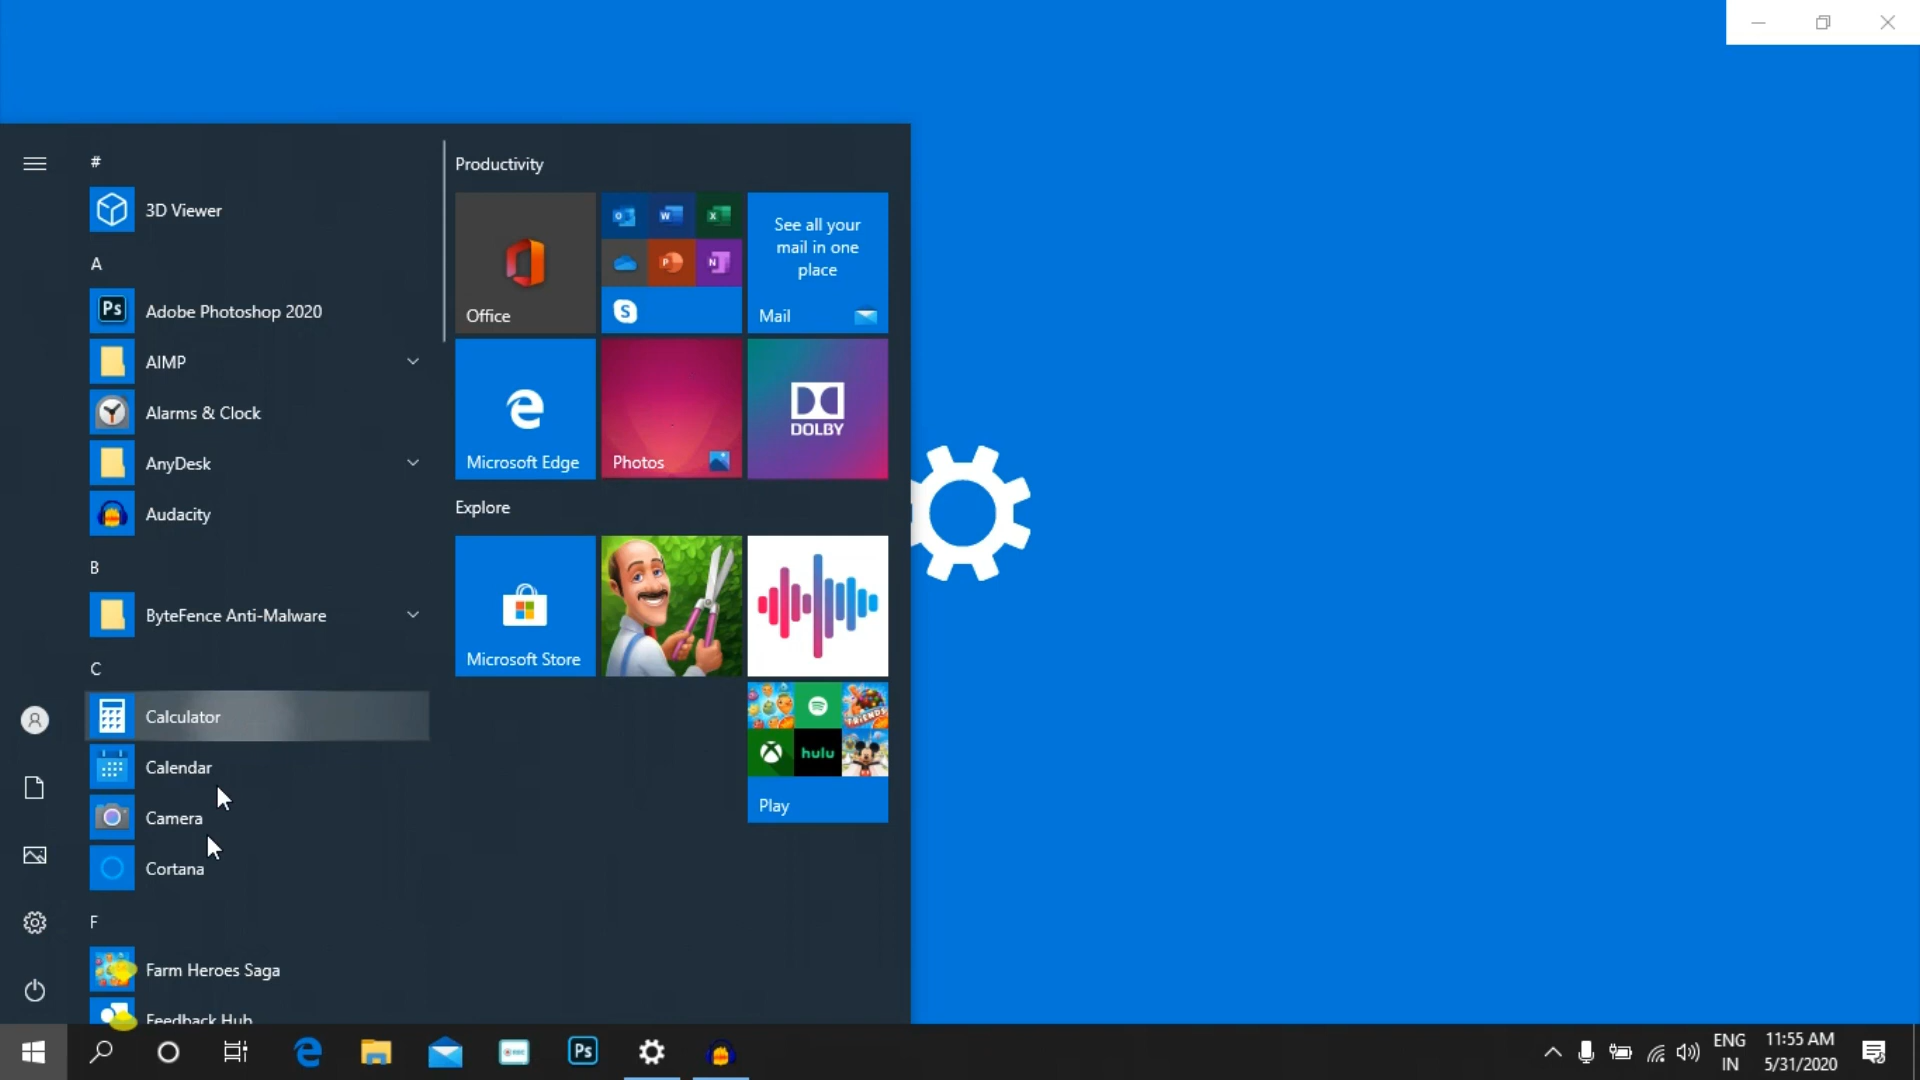 #
3D Viewer
A
Adobe Photoshop 2020
AIMP
Alarms & Clock
AnyDesk
Audacity
B
ByteFence Anti-Malware
C
Calculator
Calendar
Camera
Cortana
F
Farm Heroes Saga
Feedback Hub
Productivity
Office
See all your
mail in one
place
Mail
Microsoft Edge
Photos
DOLBY
Explore
Microsoft Store
hulu
Play
Ps
ENG
IN
11:55 AM
5/31/2020